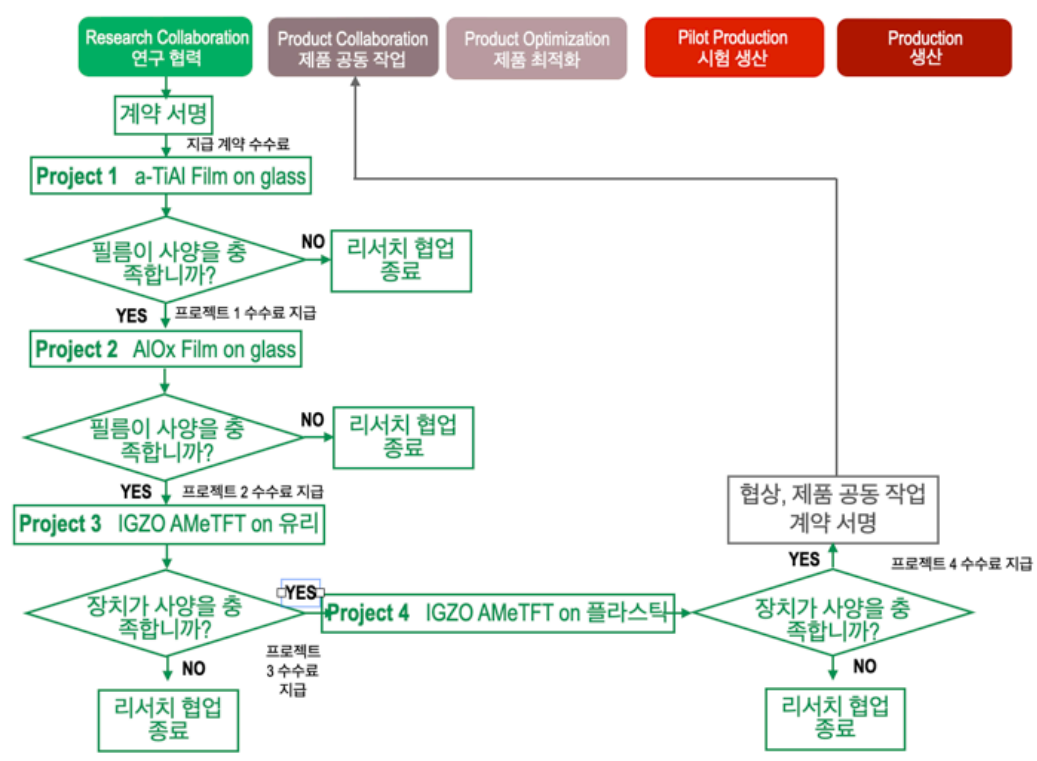 Research Collaboration
연구 협력
Product Collaboration
제품 공동 작업
Product Optimization
제품 최적화
Pilot Production
시험 생산
Production
생산
계약 서명
지급 계약 수수료
Project 1 a-TiAl Film on glass
필름이 사양을 충
족합니까?
NO
리서치 협업
종료
YES
프로젝트 1 수수료 지급
Project 2 AlOx Film on glass
필름이 사양을 충
족합니까?
NO
리서치 협업
종료
YES
프로젝트 2 수수료 지급
Project 3 IGZO AMeTFT on 유리
장치가 사양을 충
족합니까?
YES
프로젝트
3 수수료
지급
NO
리서치 협업
종료
Project 4 IGZO AMeTFT on 플라스틱
장치가 사양을 충
족합니까?
YES
프로젝트 4 수수료 지급
협상, 제품 공동 작업
계약 서명
NO
리서치 협업
종료